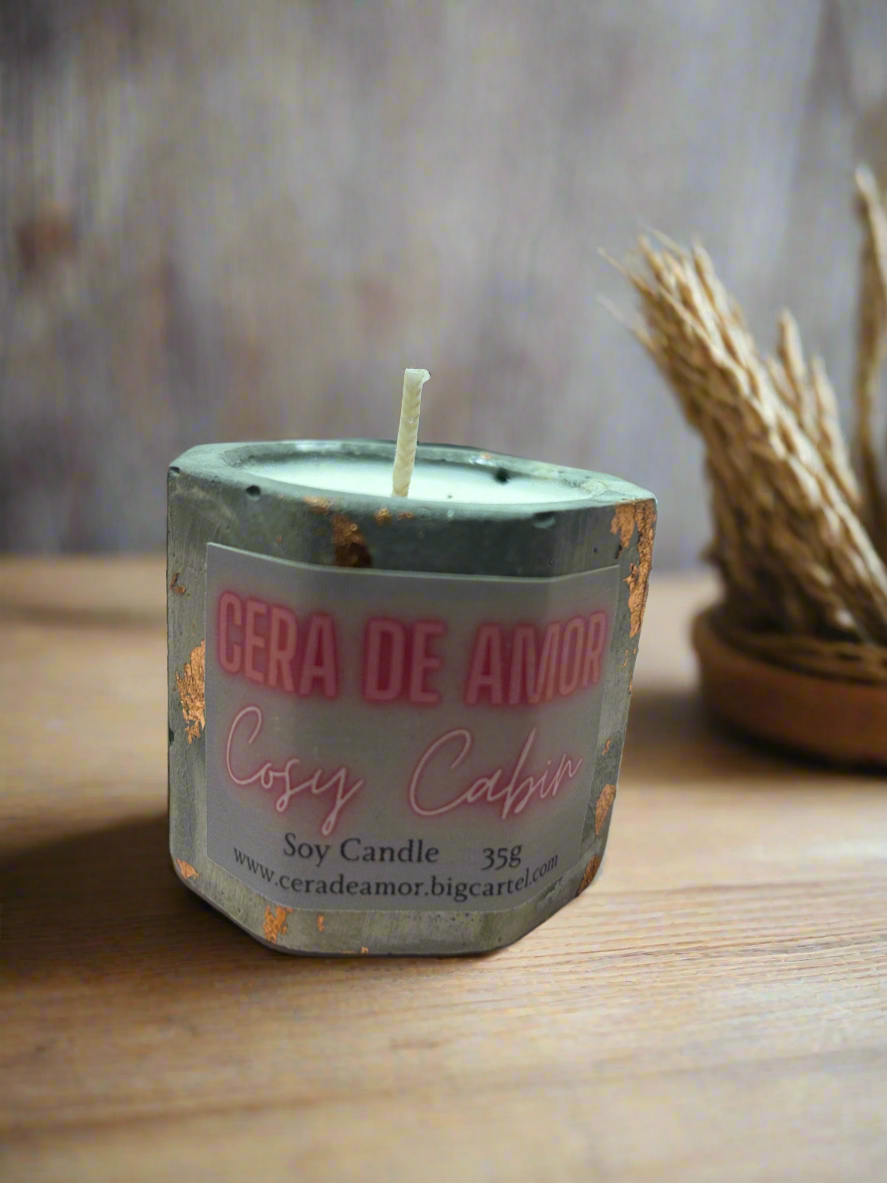 CERA DE AMOR
Cosy Cabin
Soy Candle 35g
www.ceradeamor.bigcartel.com